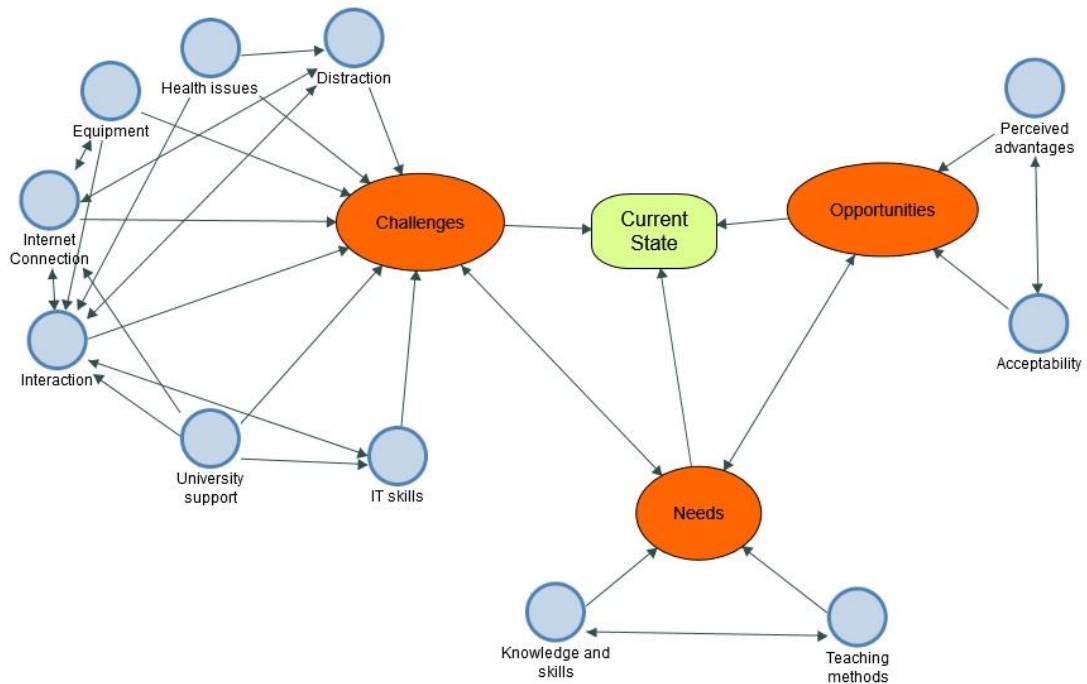 Health issues
Distraction
Equipment
Perceived
advantages
Internet
Connection
Challenges
Current
State
Opportunities
Interaction
Acceptability
University
support
IT skills
Needs
Knowledge and
skills
Teaching
methods